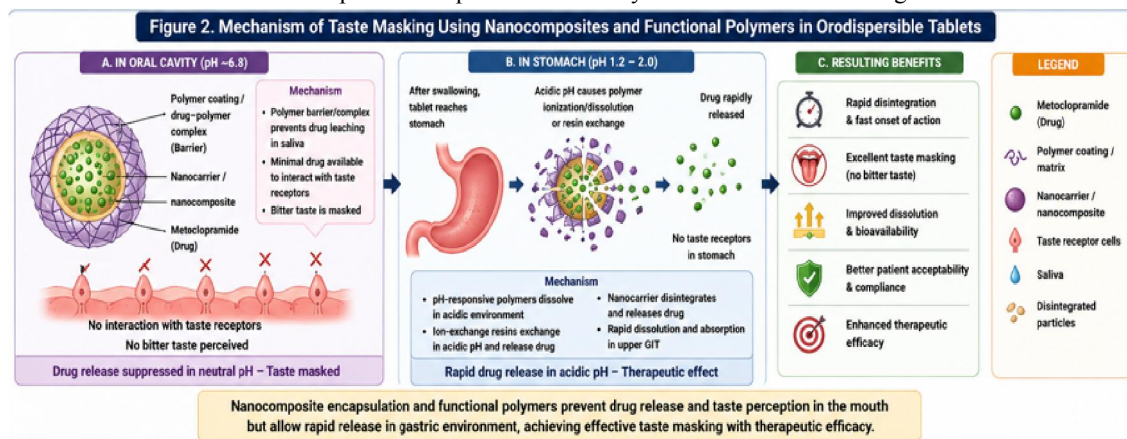 Figure 2. Mechanism of Taste Masking Using Nanocomposites and Functional Polymers in Orodispersible Tablets
A. IN ORAL CAVITY (pH ~6.8)
Polymer coating /
drug-polymer
complex
(Barrier)
Nanocarrier /
nanocomposite
Metoclopramide
(Drug)
Mechanism
• Polymer barrier/complex
prevents drug leaching
in saliva
• Minimal drug available
to interact with taste
receptors
• Bitter taste is masked
No interaction with taste receptors
No bitter taste perceived
Drug release suppressed in neutral pH – Taste masked
B. IN STOMACH (pH 1.2 – 2.0)
After swallowing,
tablet reaches
stomach
Acidic pH causes polymer
ionization/dissolution
or resin exchange
Drug rapidly
released
No taste receptors
in stomach
Mechanism
• pH-responsive polymers dissolve
in acidic environment
• Ion-exchange resins exchange
in acidic pH and release drug
• Nanocarrier disintegrates
and releases drug
• Rapid dissolution and absorption
in upper GIT
Rapid drug release in acidic pH – Therapeutic effect
C. RESULTING BENEFITS
Rapid disintegration
& fast onset of action
Excellent taste masking
(no bitter taste)
Improved dissolution
& bioavailability
Better patient acceptability
& compliance
Enhanced therapeutic
efficacy
LEGEND
Metoclopramide
(Drug)
Polymer coating /
matrix
Nanocarrier /
nanocomposite
Taste receptor cells
Saliva
Disintegrated
particles
Nanocomposite encapsulation and functional polymers prevent drug release and taste perception in the mouth
but allow rapid release in gastric environment, achieving effective taste masking with therapeutic efficacy.